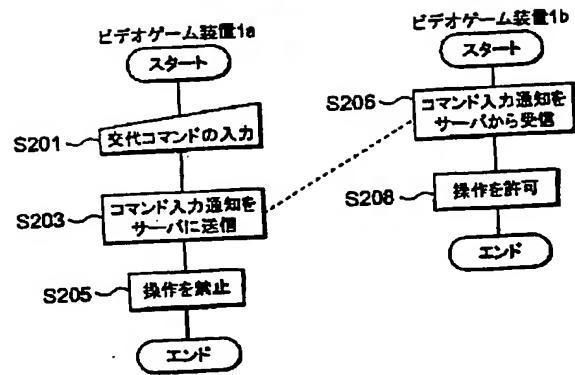 ビデオゲーム装置1a
スタート
S201
交代コマンドの入力
S203
コマンド入力通知を
サーバに送信
S205
操作を禁止
エンド
ビデオゲーム装置1b
スタート
S206
コマンド入力通知を
サーバから受信
S208
操作を許可
エンド